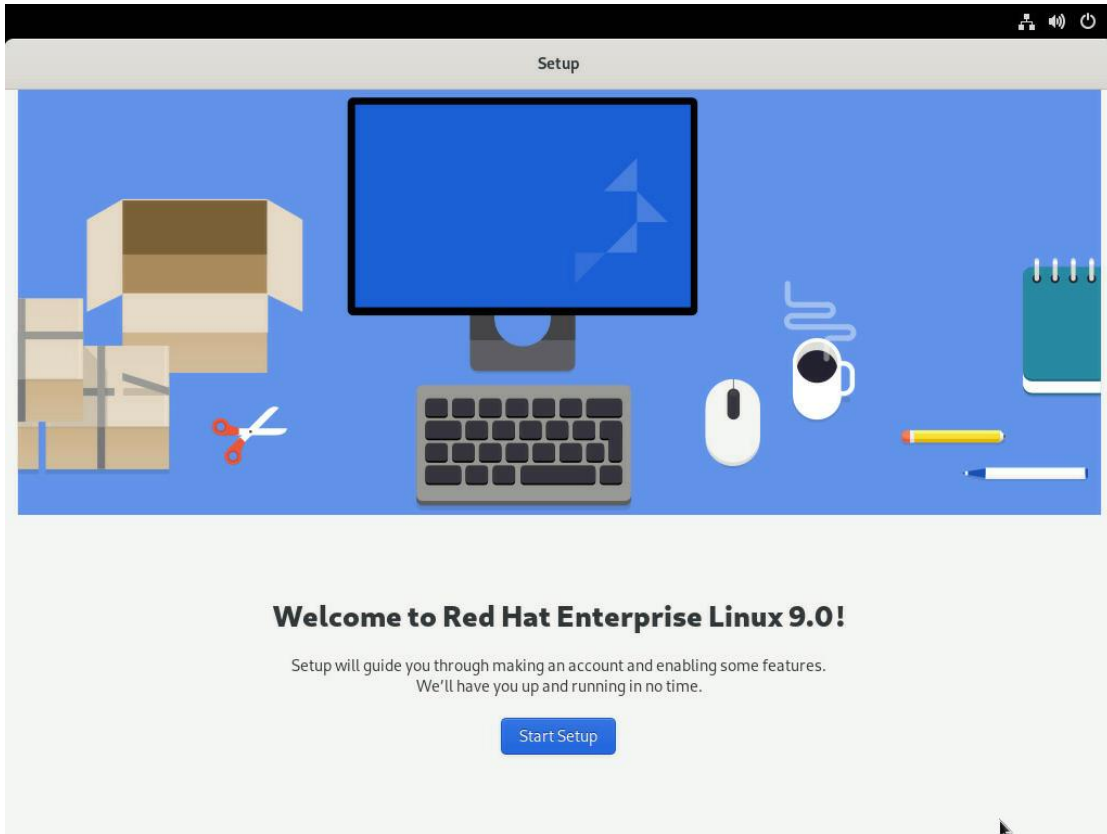 Setup
Welcome to Red Hat Enterprise Linux 9.0!
Setup will guide you through making an account and enabling some features.
We’ll have you up and running in no time.
Start Setup